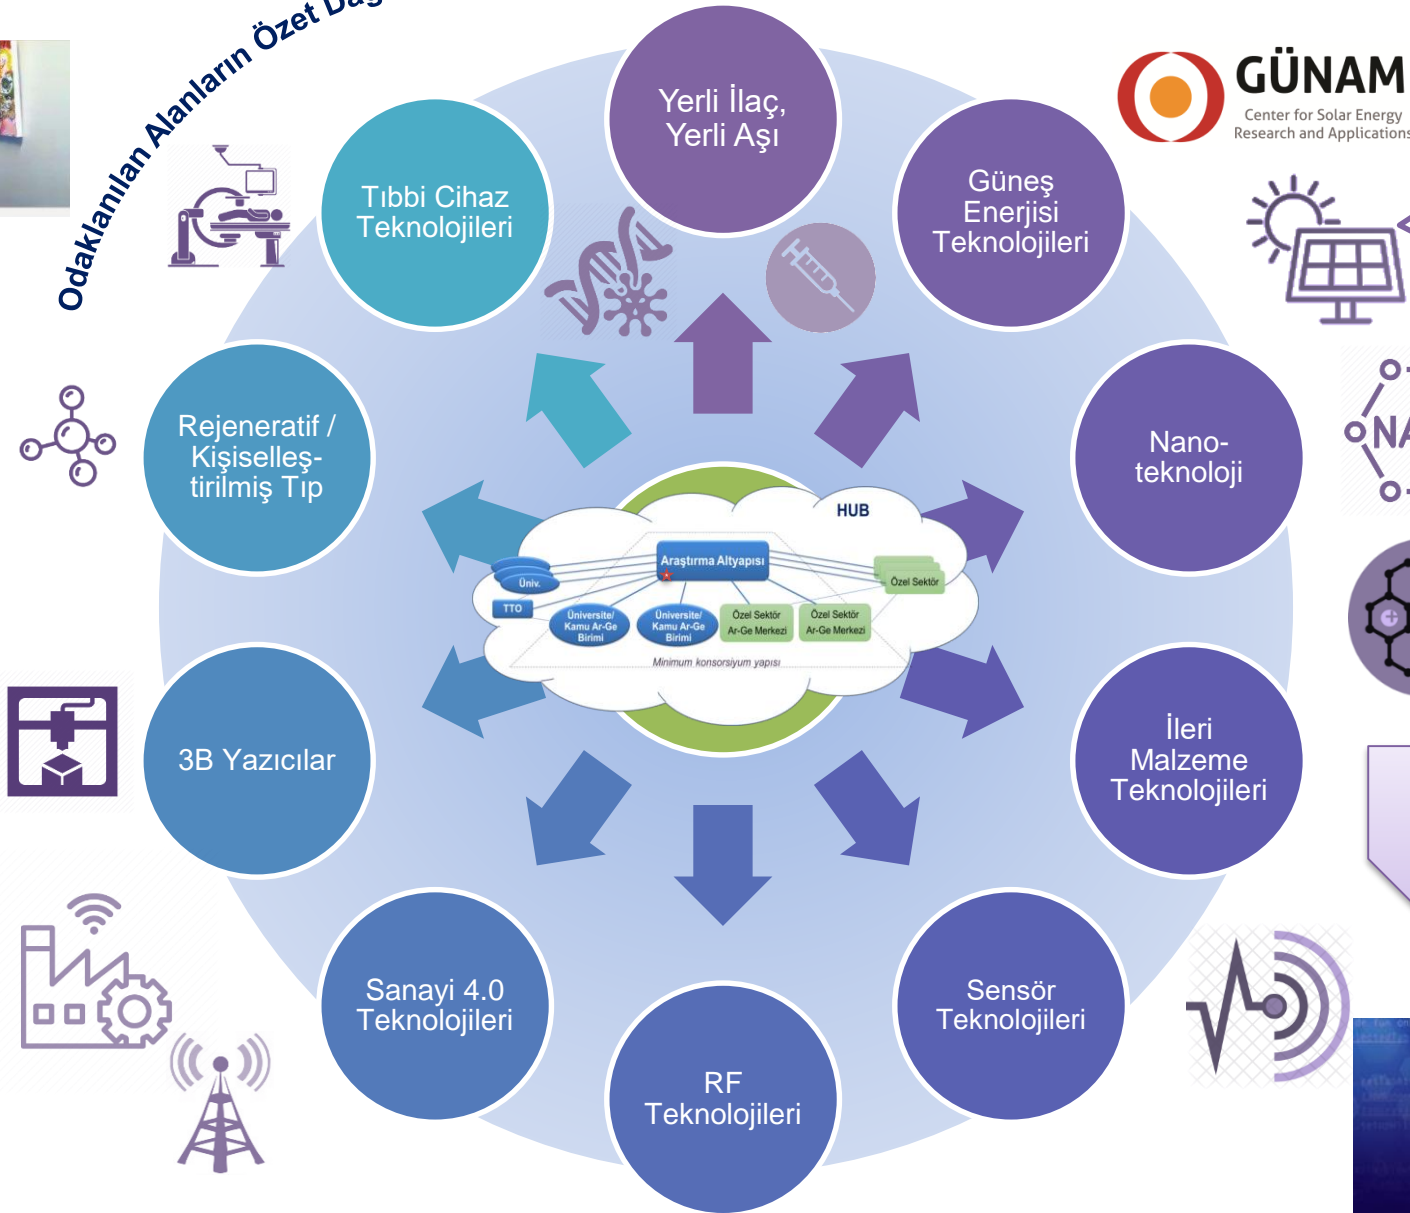 Odaklanılan Alanların Özet
GÜNAM
Center for Solar Energy
Research and Applications
Yerli İlaç,
Yerli Aşı
Güneş
Enerjisi
Teknolojileri
Nano-
teknoloji
İleri
Malzeme
Teknolojileri
Sensör
Teknolojileri
RF
Teknolojileri
Sanayi 4.0
Teknolojileri
3B Yazıcılar
Rejeneratif /
Kişiselleş-
tirilmiş Tıp
Tıbbi Cihaz
Teknolojileri
HUB
Araştırma Altyapısı
Üniv.
Özel Sektör
TTO
Üniversite/
Kamu Ar-Ge
Birimi
Üniversite/
Kamu Ar-Ge
Birimi
Özel Sektör
Ar-Ge Merkezi
Özel Sektör
Ar-Ge Merkezi
Minimum konsorsiyum yapısı